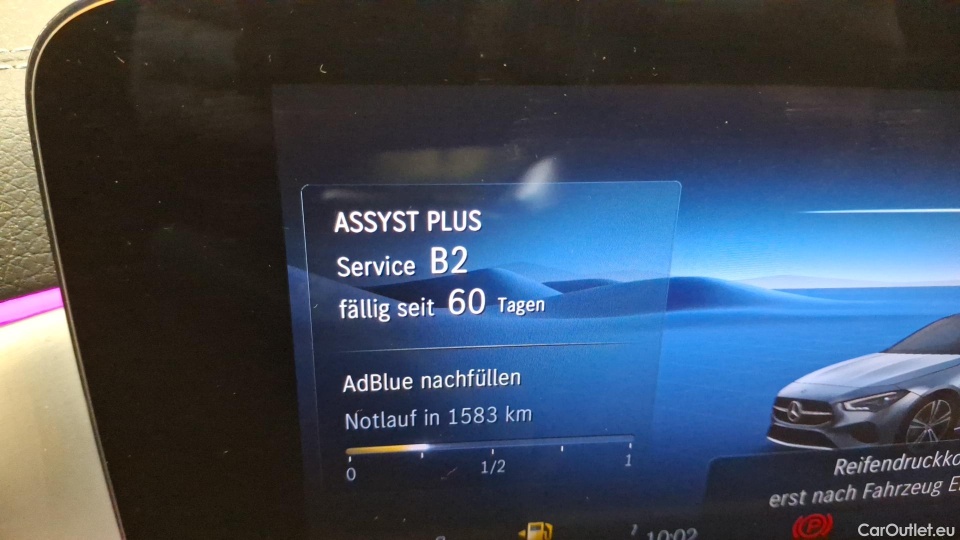 ASSYST PLUS
Service B2
fällig seit 60 Tagen
AdBlue nachfüllen
Notlauf in 1583 km
0 1/2 1
Reifendruckko
erst nach Fahrzeug E
10:02
CarOutlet.eu